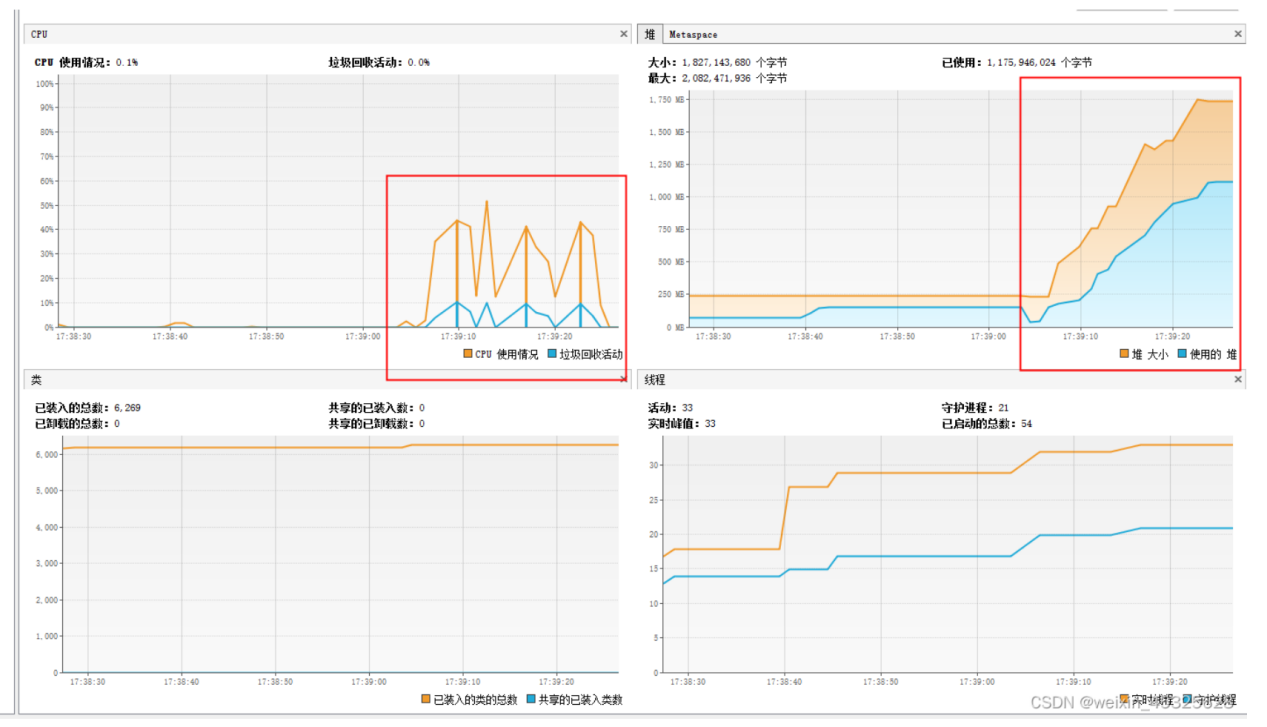 CPU
CPU 使用情况: 0.1%
垃圾回收活动: 0.0%
100%
90%
80%
70%
60%
50%
40%
30%
20%
10%
0%
17:38:30
17:38:40
17:38:50
17:39:00
17:39:10
17:39:20
CPU 使用情况
垃圾回收活动
堆
Metaspace
大小: 1,827,143,680 个字节
已使用: 1,175,946,024 个字节
最大: 2,082,471,936 个字节
1,750 MB
1,500 MB
1,250 MB
1,000 MB
750 MB
500 MB
250 MB
0 MB
17:38:30
17:38:40
17:38:50
17:39:00
17:39:10
17:39:20
堆 大小
使用的 堆
类
已装入的总数: 6,269
共享的已装入数: 0
已卸载的总数: 0
共享的已卸载数: 0
6,000
5,000
4,000
3,000
2,000
1,000
0
17:38:30
17:38:40
17:38:50
17:39:00
17:39:10
17:39:20
已装入的类的总数
共享的已装入类数
线程
活动: 33
守护进程: 21
实时峰值: 33
已启动的总数: 54
30
25
20
15
10
5
0
17:38:30
17:38:40
17:38:50
17:39:00
17:39:10
17:39:20
实时线程
守护线程